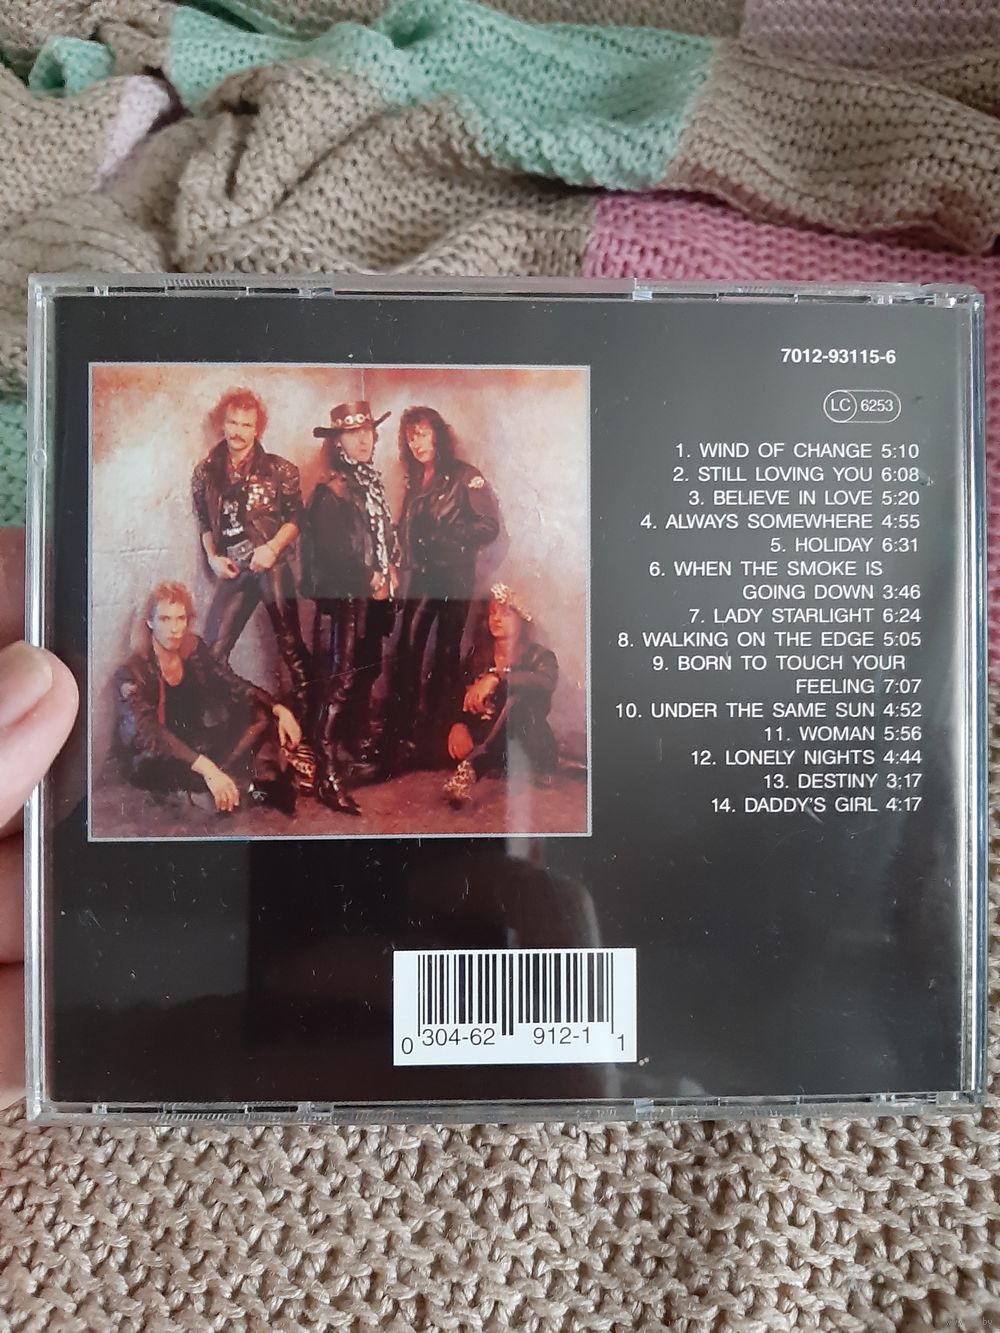 7012-93115-6
LC 6253
1. WIND OF CHANGE 5:10
2. STILL LOVING YOU 6:08
3. BELIEVE IN LOVE 5:20
4. ALWAYS SOMEWHERE 4:55
5. HOLIDAY 6:31
6. WHEN THE SMOKE IS
GOING DOWN 3:46
7. LADY STARLIGHT 6:24
8. WALKING ON THE EDGE 5:05
9. BORN TO TOUCH YOUR
FEELING 7:07
10. UNDER THE SAME SUN 4:52
11. WOMAN 5:56
12. LONELY NIGHTS 4:44
13. DESTINY 3:17
14. DADDY'S GIRL 4:17
0 304-62 912-1 1